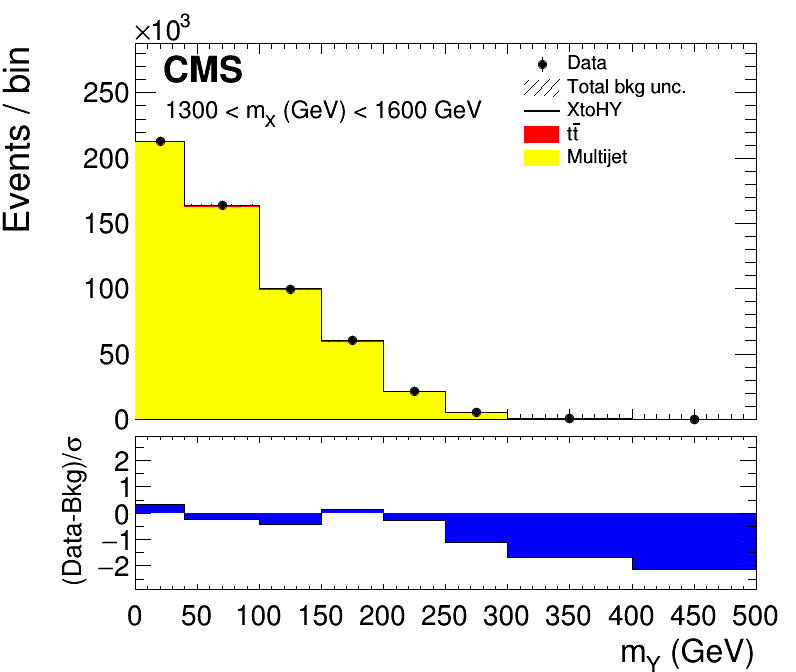 ×10³
Events / bin
CMS
1300 < m_X (GeV) < 1600 GeV
Data
Total bkg unc.
XtoHY
tt̄
Multijet
250
200
150
100
50
0
(Data-Bkg)/σ
2
1
0
−1
−2
0 50 100 150 200 250 300 350 400 450 500
m_Y (GeV)